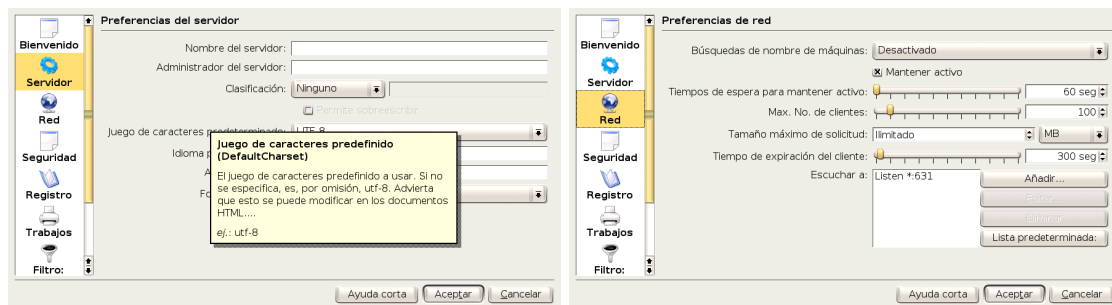 Preferencias del servidor
Bienvenido
Servidor
Red
Seguridad
Registro
Trabajos
Filtro:
Nombre del servidor:
Administrador del servidor:
Clasificación: Ninguno
Permite sobreescribir
Juego de caracteres predeterminado: UTF-8
Idioma p
A
Fo
Juego de caracteres predefinido
(DefaultCharset)
El juego de caracteres predefinido a usar. Si no
se especifica, es, por omisión, utf-8. Advierta
que esto se puede modificar en los documentos
HTML....
ej.: utf-8
Ayuda corta Aceptar Cancelar
Preferencias de red
Bienvenido
Servidor
Red
Seguridad
Registro
Trabajos
Filtro:
Búsquedas de nombre de máquinas: Desactivado
Mantener activo
Tiempos de espera para mantener activo: 60 seg
Max. No. de clientes: 100
Tamaño máximo de solicitud: Ilimitado MB
Tiempo de expiración del cliente: 300 seg
Escuchar a: Listen *:631
Añadir...
Editar...
Eliminar
Lista predeterminada:
Ayuda corta Aceptar Cancelar